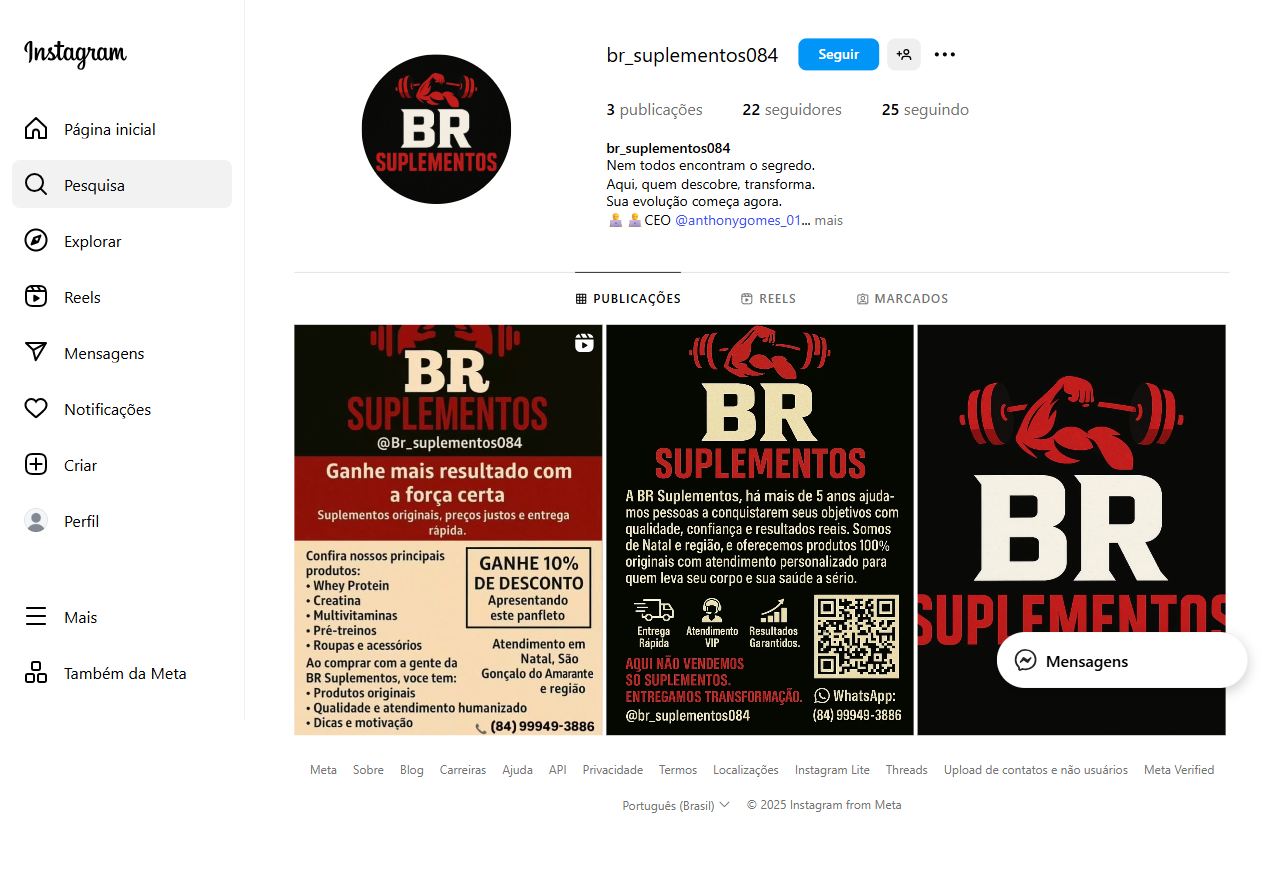 Instagram
Página inicial
Pesquisa
Explorar
Reels
Mensagens
Notificações
Criar
Perfil
Mais
Também da Meta
BR
SUPLEMENTOS
br_suplementos084
Seguir
3 publicações
22 seguidores
25 seguindo
br_suplementos084
Nem todos encontram o segredo.
Aqui, quem descobre, transforma.
Sua evolução começa agora.
CEO @anthonygomes_01... mais
PUBLICAÇÕES
REELS
MARCADOS
BR
SUPLEMENTOS
@Br_suplementos084
Ganhe mais resultado com
a força certa
Suplementos originais, preços justos e entrega
rápida.
Confira nossos principais
produtos:
• Whey Protein
• Creatina
• Multivitaminas
• Pré-treinos
• Roupas e acessórios
Ao comprar com a gente da
BR Suplementos, voce tem:
• Produtos originais
• Qualidade e atendimento humanizado
• Dicas e motivação
GANHE 10%
DE DESCONTO
Apresentando
este panfleto
Atendimento em
Natal, São
Gonçalo do Amarante
e região
(84) 99949-3886
BR
SUPLEMENTOS
A BR Suplementos, há mais de 5 anos ajuda-
mos pessoas a conquistarem seus objetivos com
qualidade, confiança e resultados reais. Somos
de Natal e região, e oferecemos produtos 100%
originais com atendimento personalizado para
quem leva seu corpo e sua saúde a sério.
Entrega
Rápida
Atendimento
VIP
Resultados
Garantidos.
AQUI NÃO VENDEMOS
SÓ SUPLEMENTOS.
ENTREGAMOS TRANSFORMAÇÃO.
@br_suplementos084
WhatsApp:
(84) 99949-3886
BR
SUPLEMENTOS
Mensagens
Meta
Sobre
Blog
Carreiras
Ajuda
API
Privacidade
Termos
Localizações
Instagram Lite
Threads
Upload de contatos e não usuários
Meta Verified
Português (Brasil)
© 2025 Instagram from Meta